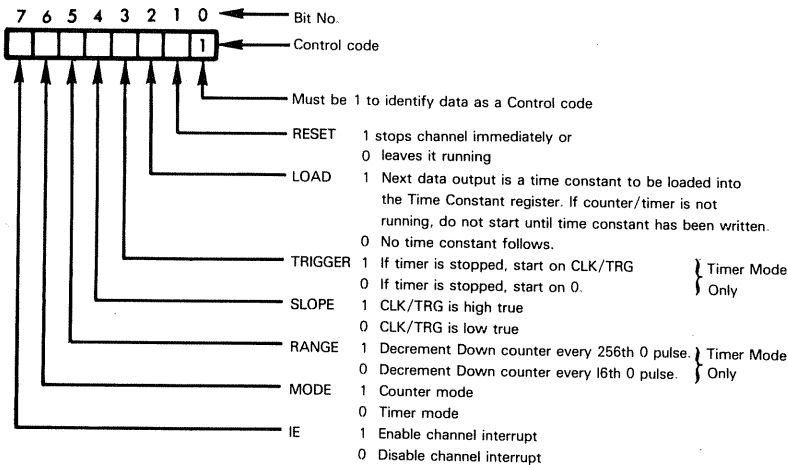 7 6 5 4 3 2 1 0 Bit No.
1 Control code
Must be 1 to identify data as a Control code
RESET 1 stops channel immediately or
0 leaves it running
LOAD 1 Next data output is a time constant to be loaded into
the Time Constant register. If counter/timer is not
running, do not start until time constant has been written.
0 No time constant follows.
TRIGGER 1 If timer is stopped, start on CLK/TRG } Timer Mode
0 If timer is stopped, start on 0. Only
SLOPE 1 CLK/TRG is high true
0 CLK/TRG is low true
RANGE 1 Decrement Down counter every 256th 0 pulse. } Timer Mode
0 Decrement Down counter every I6th 0 pulse. Only
MODE 1 Counter mode
0 Timer mode
IE 1 Enable channel interrupt
0 Disable channel interrupt